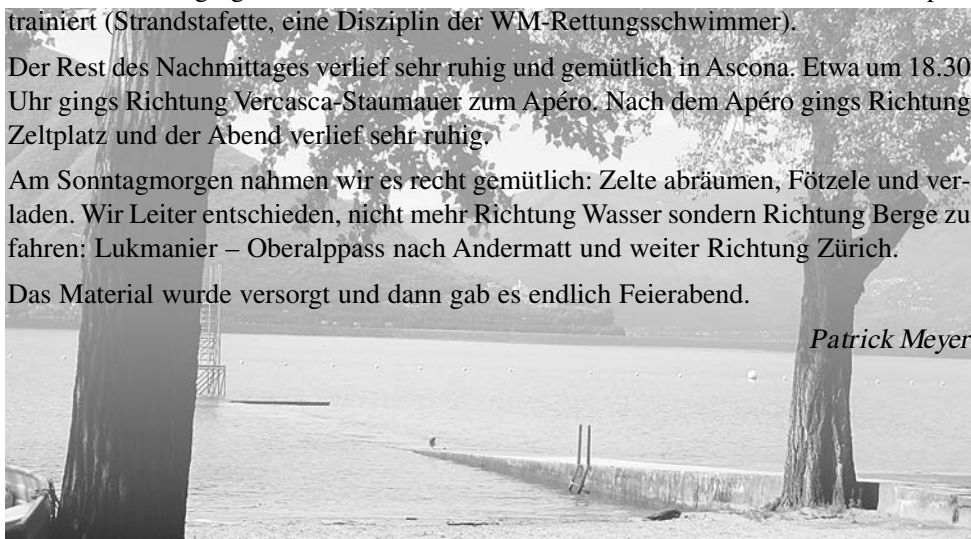 trainiert (Strandstafette, eine Disziplin der WM-Rettungsschwimmer).
Der Rest des Nachmittages verlief sehr ruhig und gemütlich in Ascona. Etwa um 18.30
Uhr gings Richtung Vercasca-Staumauer zum Apéro. Nach dem Apéro gings Richtung
Zeltplatz und der Abend verlief sehr ruhig.
Am Sonntagmorgen nahmen wir es recht gemütlich: Zelte abräumen, Fötzele und ver-
laden. Wir Leiter entschieden, nicht mehr Richtung Wasser sondern Richtung Berge zu
fahren: Lukmanier – Oberalppass nach Andermatt und weiter Richtung Zürich.
Das Material wurde versorgt und dann gab es endlich Feierabend.
Patrick Meyer